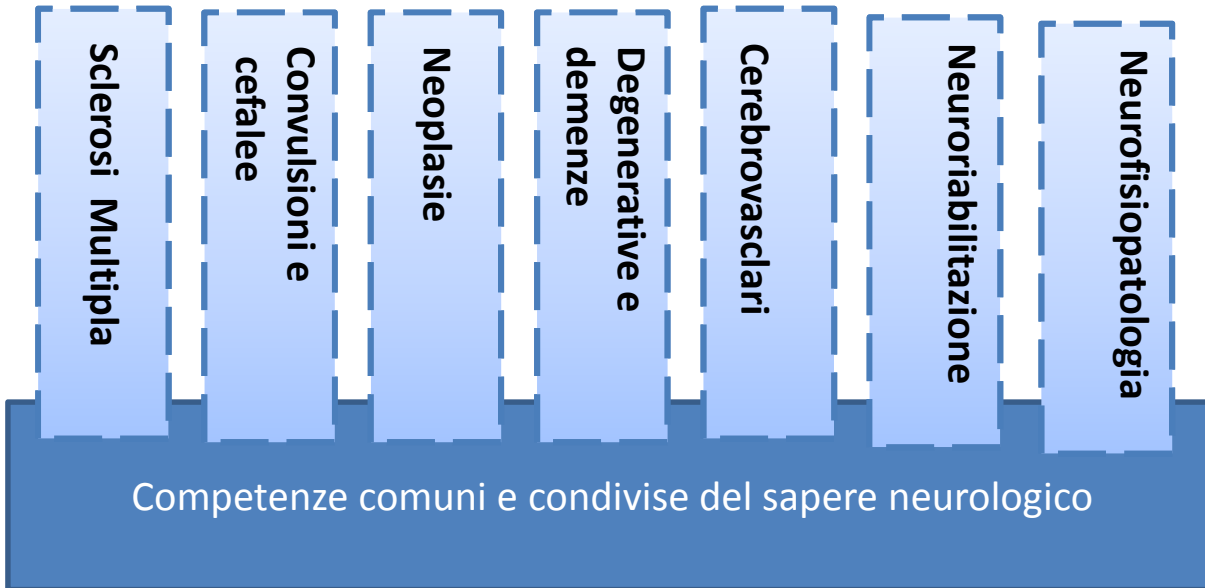 Sclerosi Multipla
Convulsioni e
cefalee
Neoplasie
Degenerative e
demenze
Cerebrovasclari
Neuroriabilitazione
Neurofisiopatologia
Competenze comuni e condivise del sapere neurologico